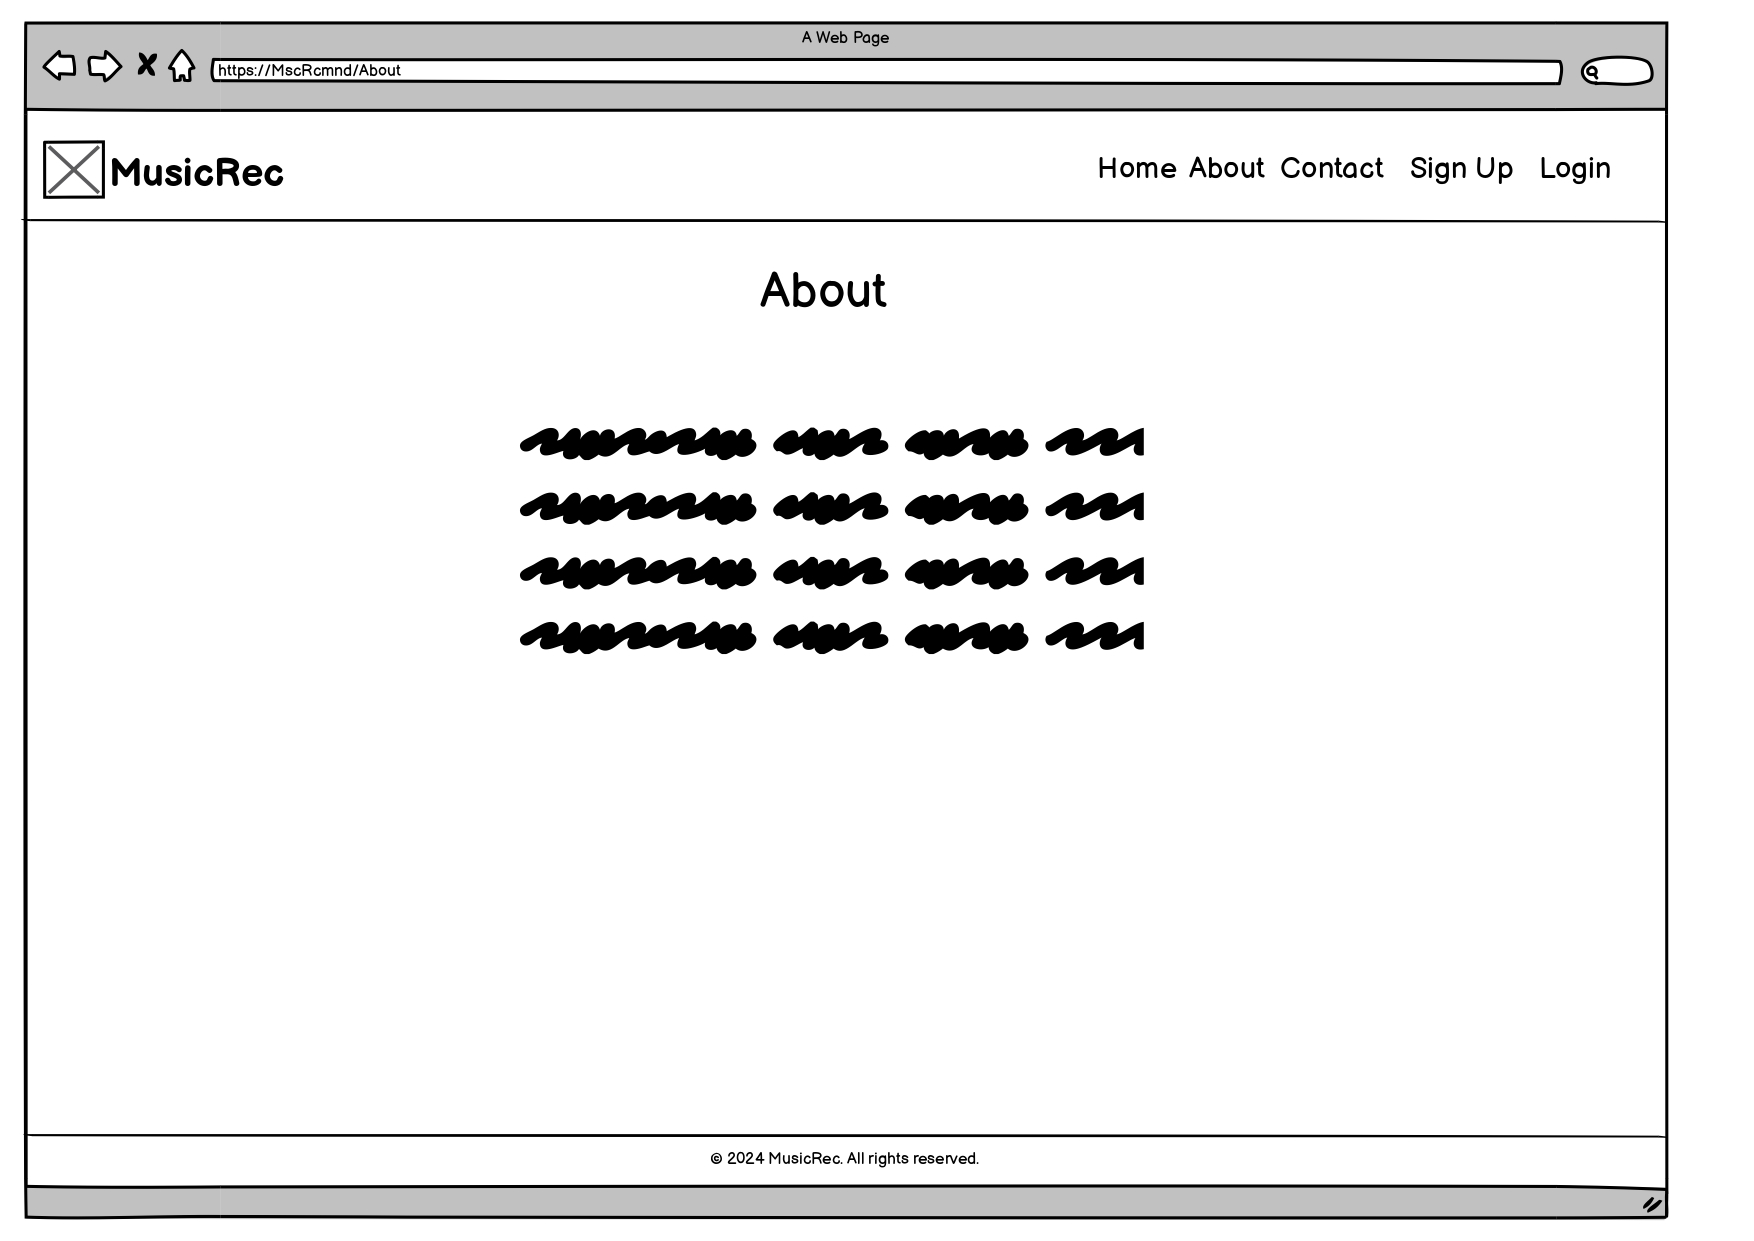 A Web Page
https://MscRcmnd/About
MusicRec
Home About Contact Sign Up Login
About
© 2024 MusicRec. All rights reserved.